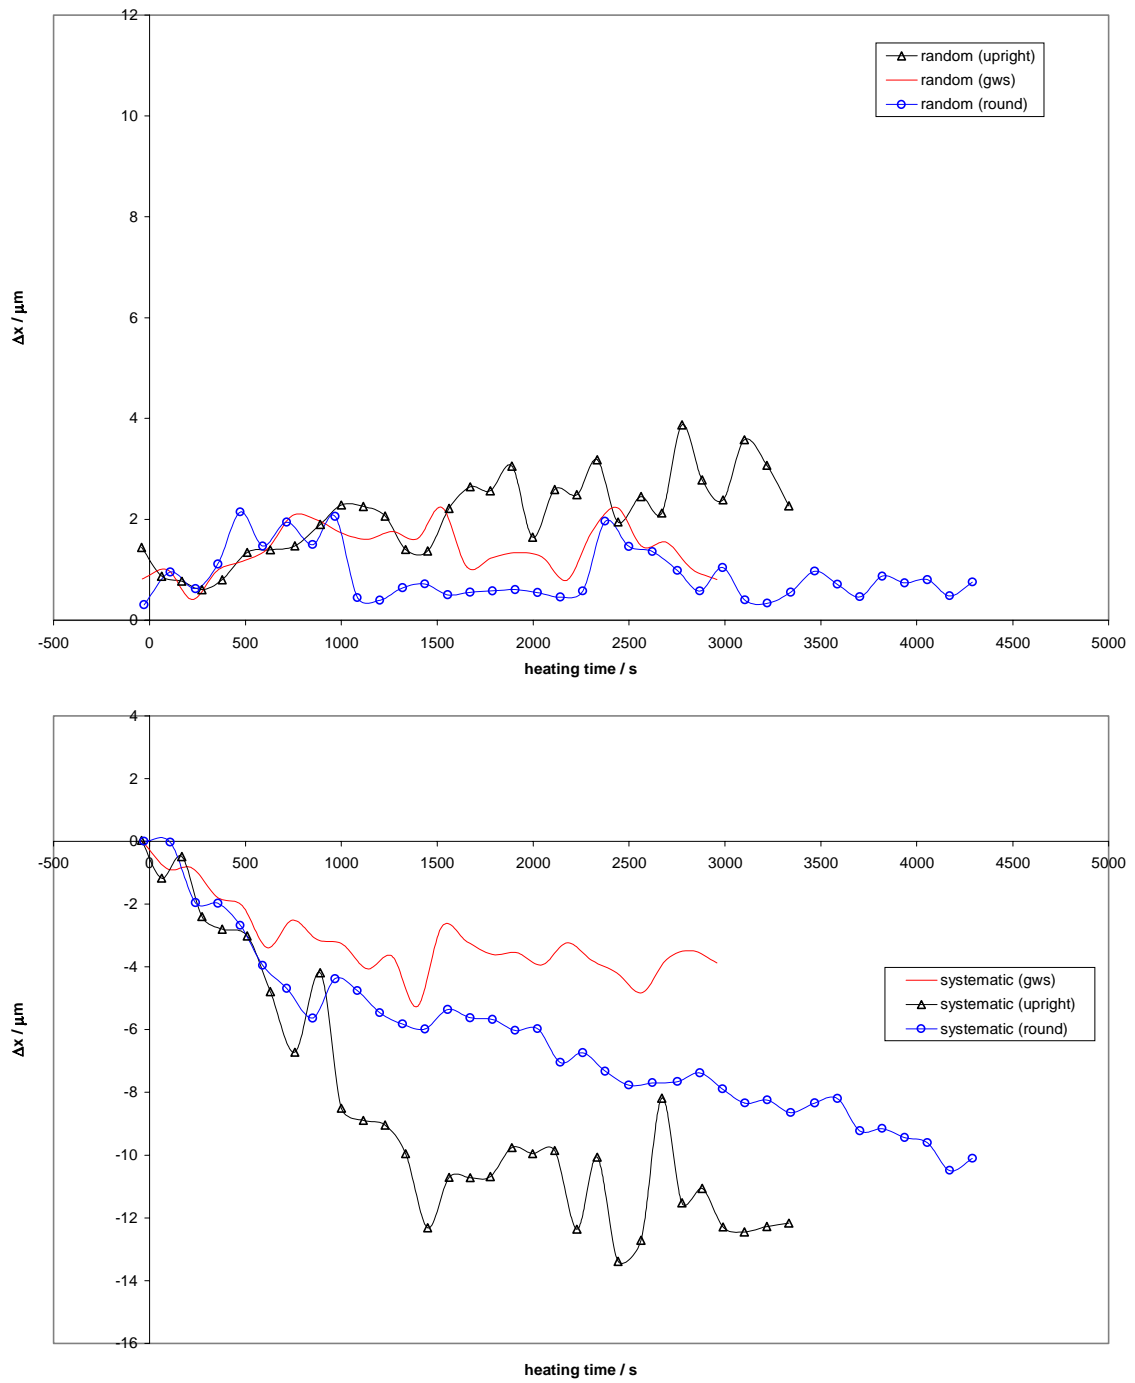 12
10
8
6
4
2
0
Δx / μm
random (upright)
random (gws)
random (round)
-500 0 500 1000 1500 2000 2500 3000 3500 4000 4500 5000
heating time / s
4
2
0
-2
-4
-6
-8
-10
-12
-14
-16
-500 0 500 1000 1500 2000 2500 3000 3500 4000 4500 5000
Δx / μm
systematic (gws)
systematic (upright)
systematic (round)
heating time / s